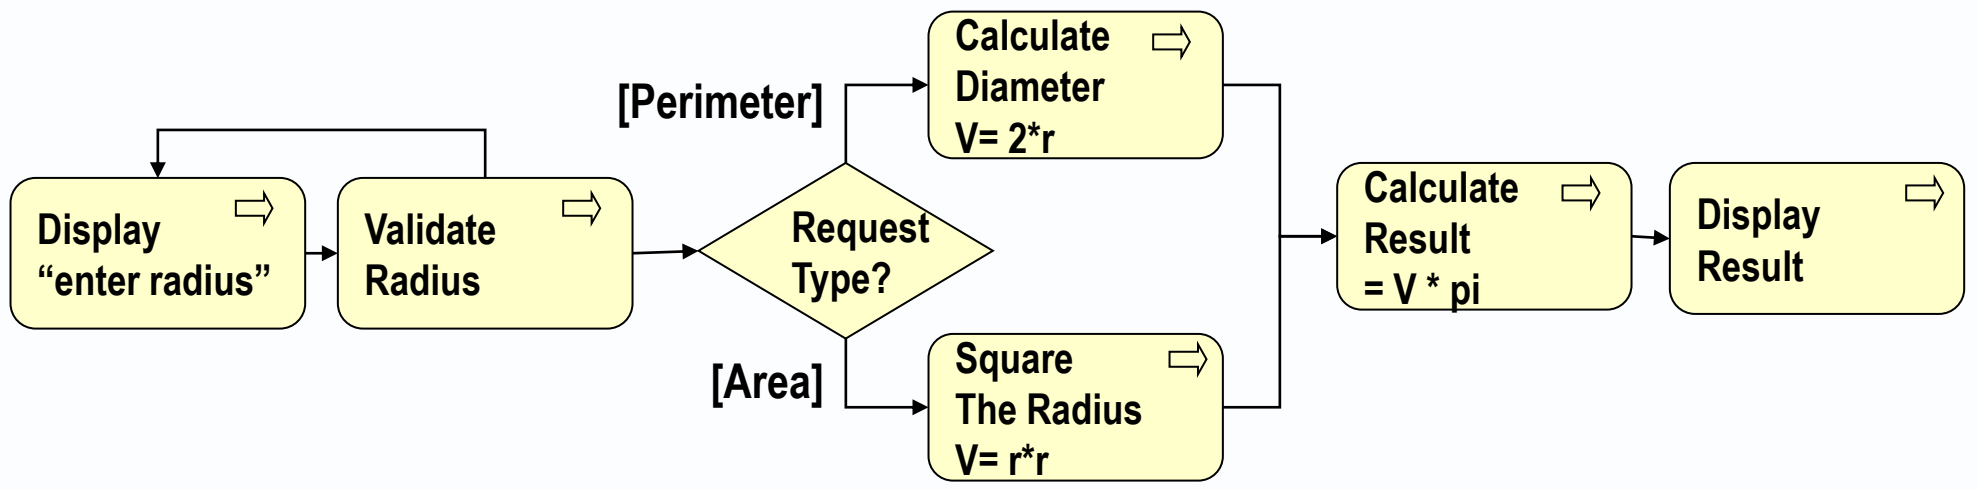 Display
“enter radius”
Validate
Radius
Request
Type?
[Perimeter]
Calculate
Diameter
V= 2*r
[Area]
Square
The Radius
V= r*r
Calculate
Result
= V * pi
Display
Result